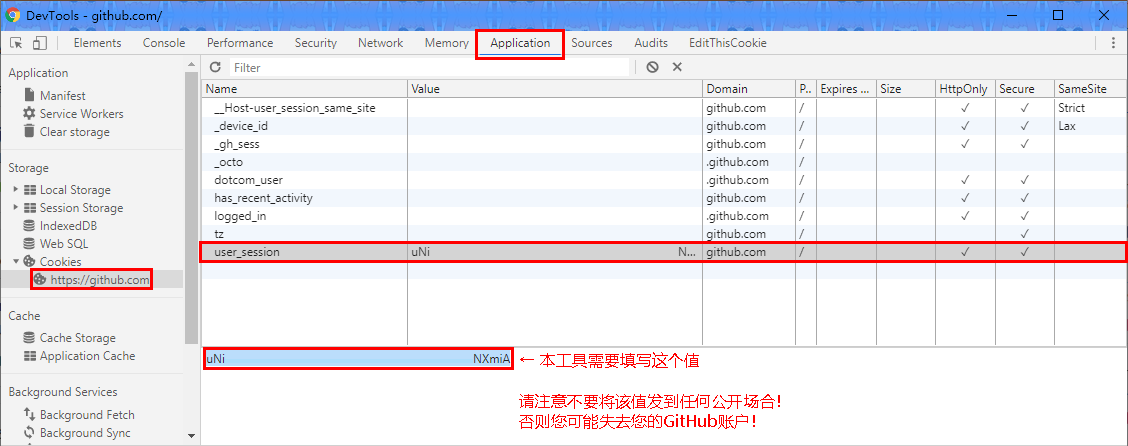 DevTools - github.com/
Elements Console Performance Security Network Memory Application Sources Audits EditThisCookie
Application
Manifest
Service Workers
Clear storage
Storage
Local Storage
Session Storage
IndexedDB
Web SQL
Cookies
https://github.com
Cache
Cache Storage
Application Cache
Background Services
Background Fetch
Background Sync
Filter
Name Value Domain P.. Expires ... Size HttpOnly Secure SameSite
__Host-user_session_same_site github.com / ✓ ✓ Strict
_device_id github.com / ✓ ✓ Lax
_gh_sess github.com / ✓ ✓
_octo .github.com /
dotcom_user .github.com / ✓ ✓
has_recent_activity github.com / ✓ ✓
logged_in .github.com / ✓ ✓
tz github.com / ✓
user_session uNi N... github.com / ✓ ✓
uNi NXmiA
← 本工具需要填写这个值
请注意不要将该值发到任何公开场合!
否则您可能失去您的GitHub账户!